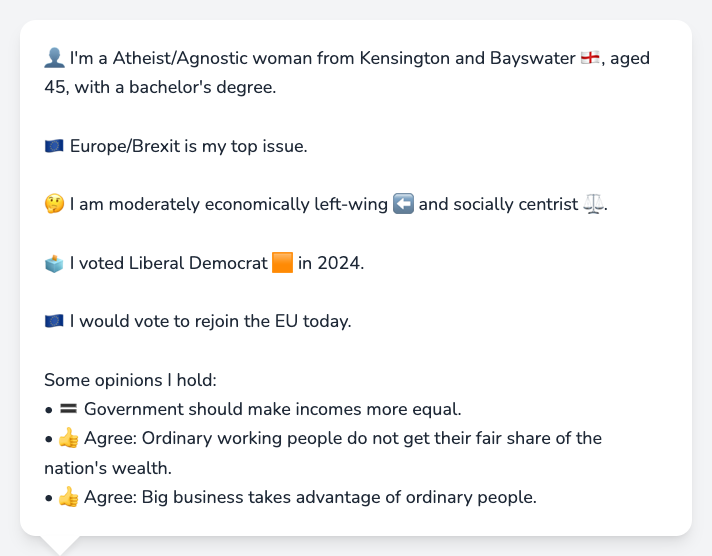 👤 I'm a Atheist/Agnostic woman from Kensington and Bayswater 🏴󠁧󠁢󠁥󠁮󠁧󠁿, aged
45, with a bachelor's degree.
🇪🇺 Europe/Brexit is my top issue.
🤔 I am moderately economically left-wing ⬅️ and socially centrist ⚖️.
🗳️ I voted Liberal Democrat 🟧 in 2024.
🇪🇺 I would vote to rejoin the EU today.
Some opinions I hold:
• 🟰 Government should make incomes more equal.
• 👍 Agree: Ordinary working people do not get their fair share of the
nation's wealth.
• 👍 Agree: Big business takes advantage of ordinary people.